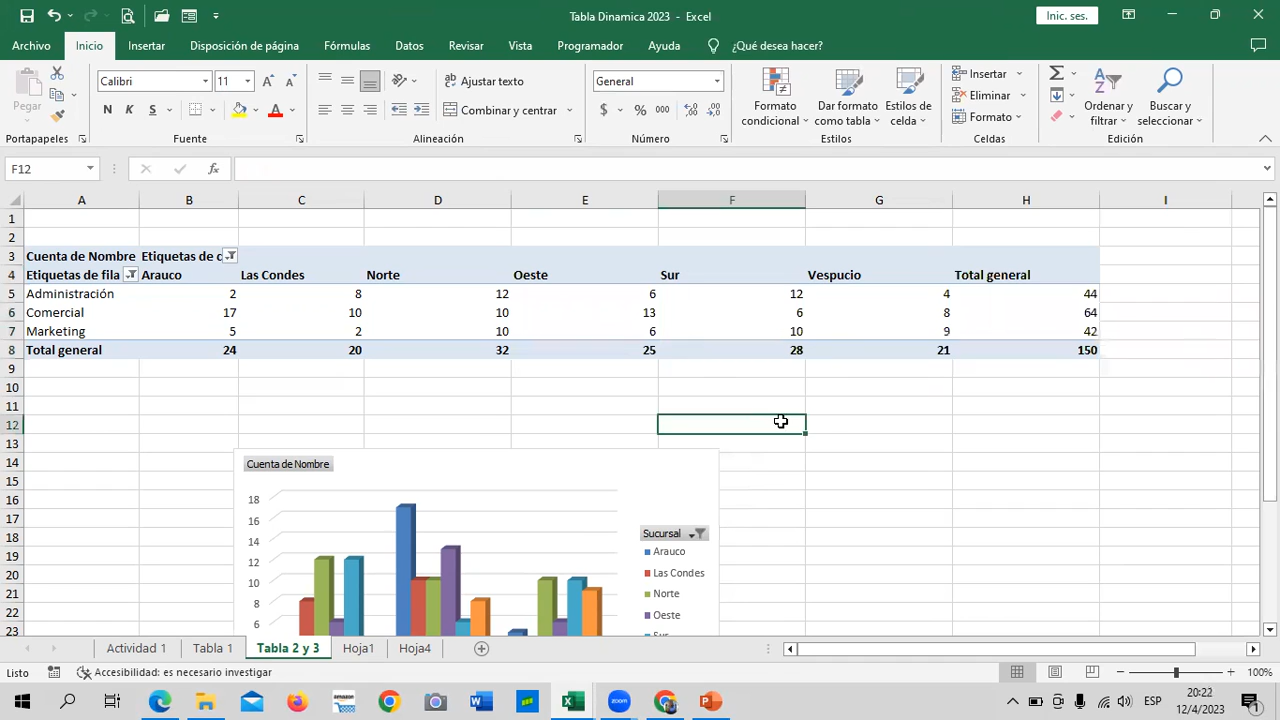 Tabla Dinamica 2023 - Excel
Inic. ses.
Archivo Inicio Insertar Disposición de página Fórmulas Datos Revisar Vista Programador Ayuda ¿Qué desea hacer?
Pegar
Calibri 11
N K S
Ajustar texto
Combinar y centrar
General
$ % 000
Formato condicional
Dar formato como tabla
Estilos de celda
Insertar
Eliminar
Formato
Ordenar y filtrar
Buscar y seleccionar
Portapapeles Fuente Alineación Número Estilos Celdas Edición
F12 fx
A B C D E F G H I
1
2
3 Cuenta de Nombre Etiquetas de c
4 Etiquetas de fila Arauco Las Condes Norte Oeste Sur Vespucio Total general
5 Administración 2 8 12 6 12 4 44
6 Comercial 17 10 10 13 6 8 64
7 Marketing 5 2 10 6 10 9 42
8 Total general 24 20 32 25 28 21 150
9
10
11
12
13
14 Cuenta de Nombre
15
16
17
18
19
20
21
22
23
18
16
14
12
10
8
6
Sucursal
Arauco
Las Condes
Norte
Oeste
Sur
Actividad 1 Tabla 1 Tabla 2 y 3 Hoja1 Hoja4
Listo Accesibilidad: es necesario investigar 100%
ESP
20:22
12/4/2023